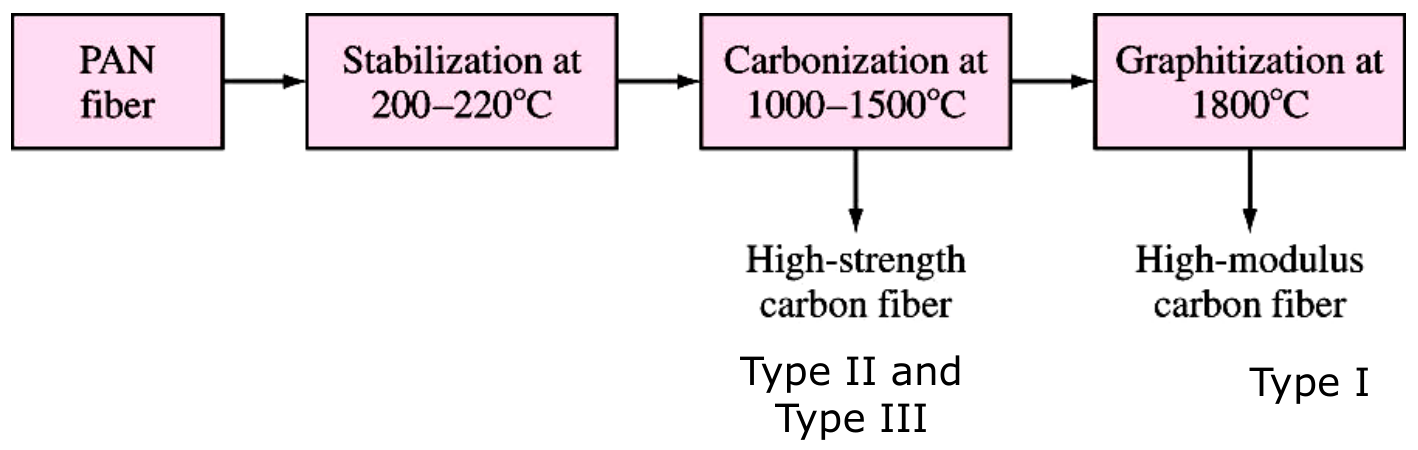 PAN
fiber
Stabilization at
200–220°C
Carbonization at
1000–1500°C
Graphitization at
1800°C
High-strength
carbon fiber
High-modulus
carbon fiber
Type II and
Type III
Type I